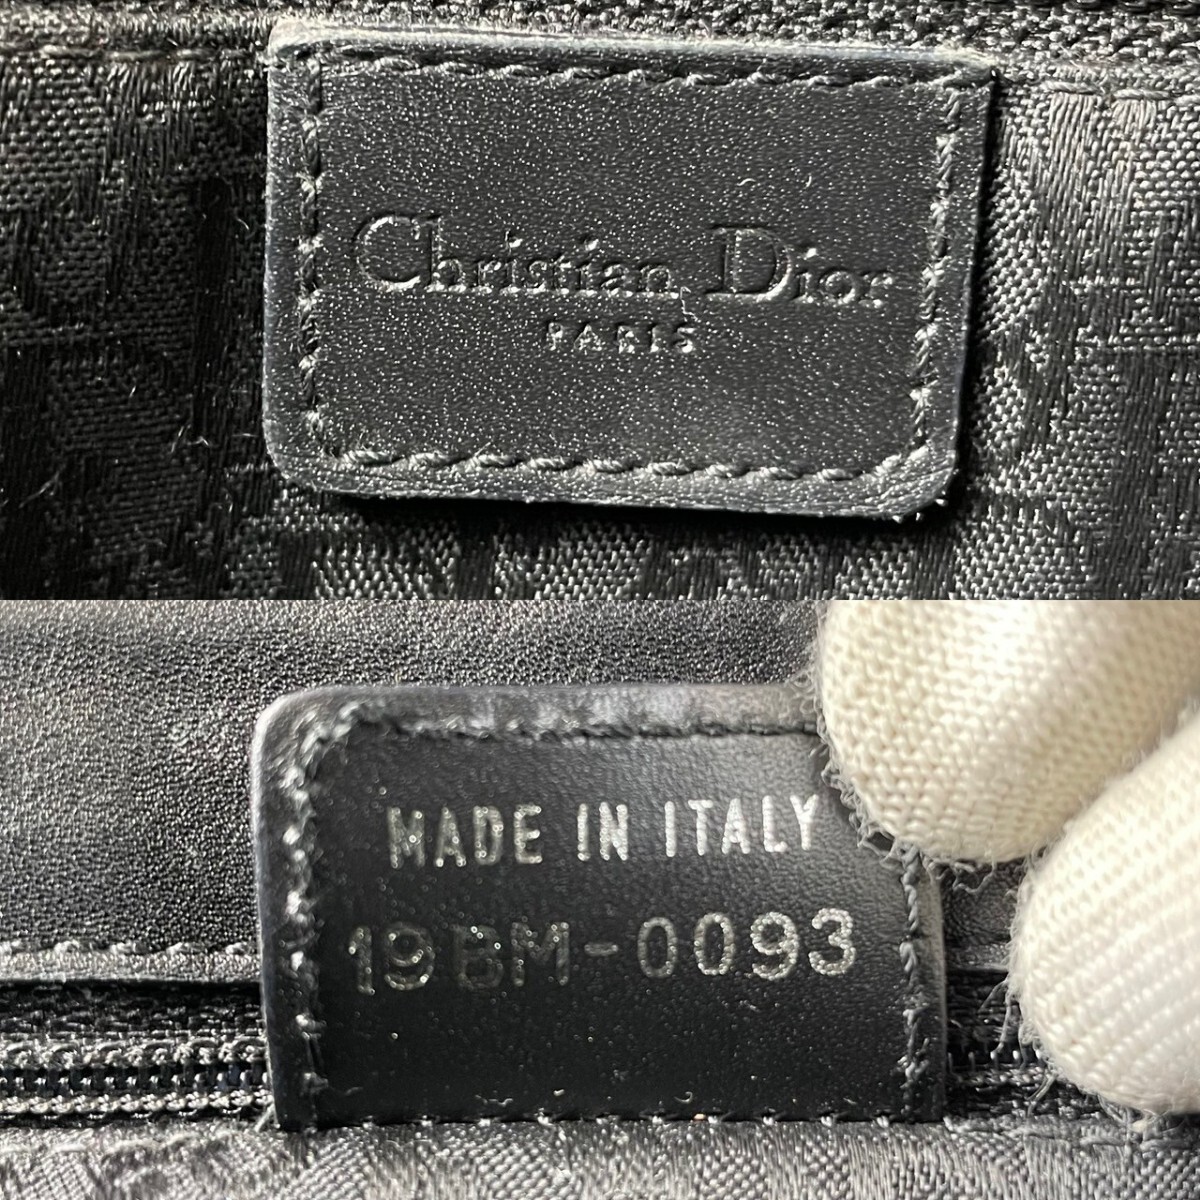 Christian Dior
PARIS
MADE IN ITALY
19BM-0093